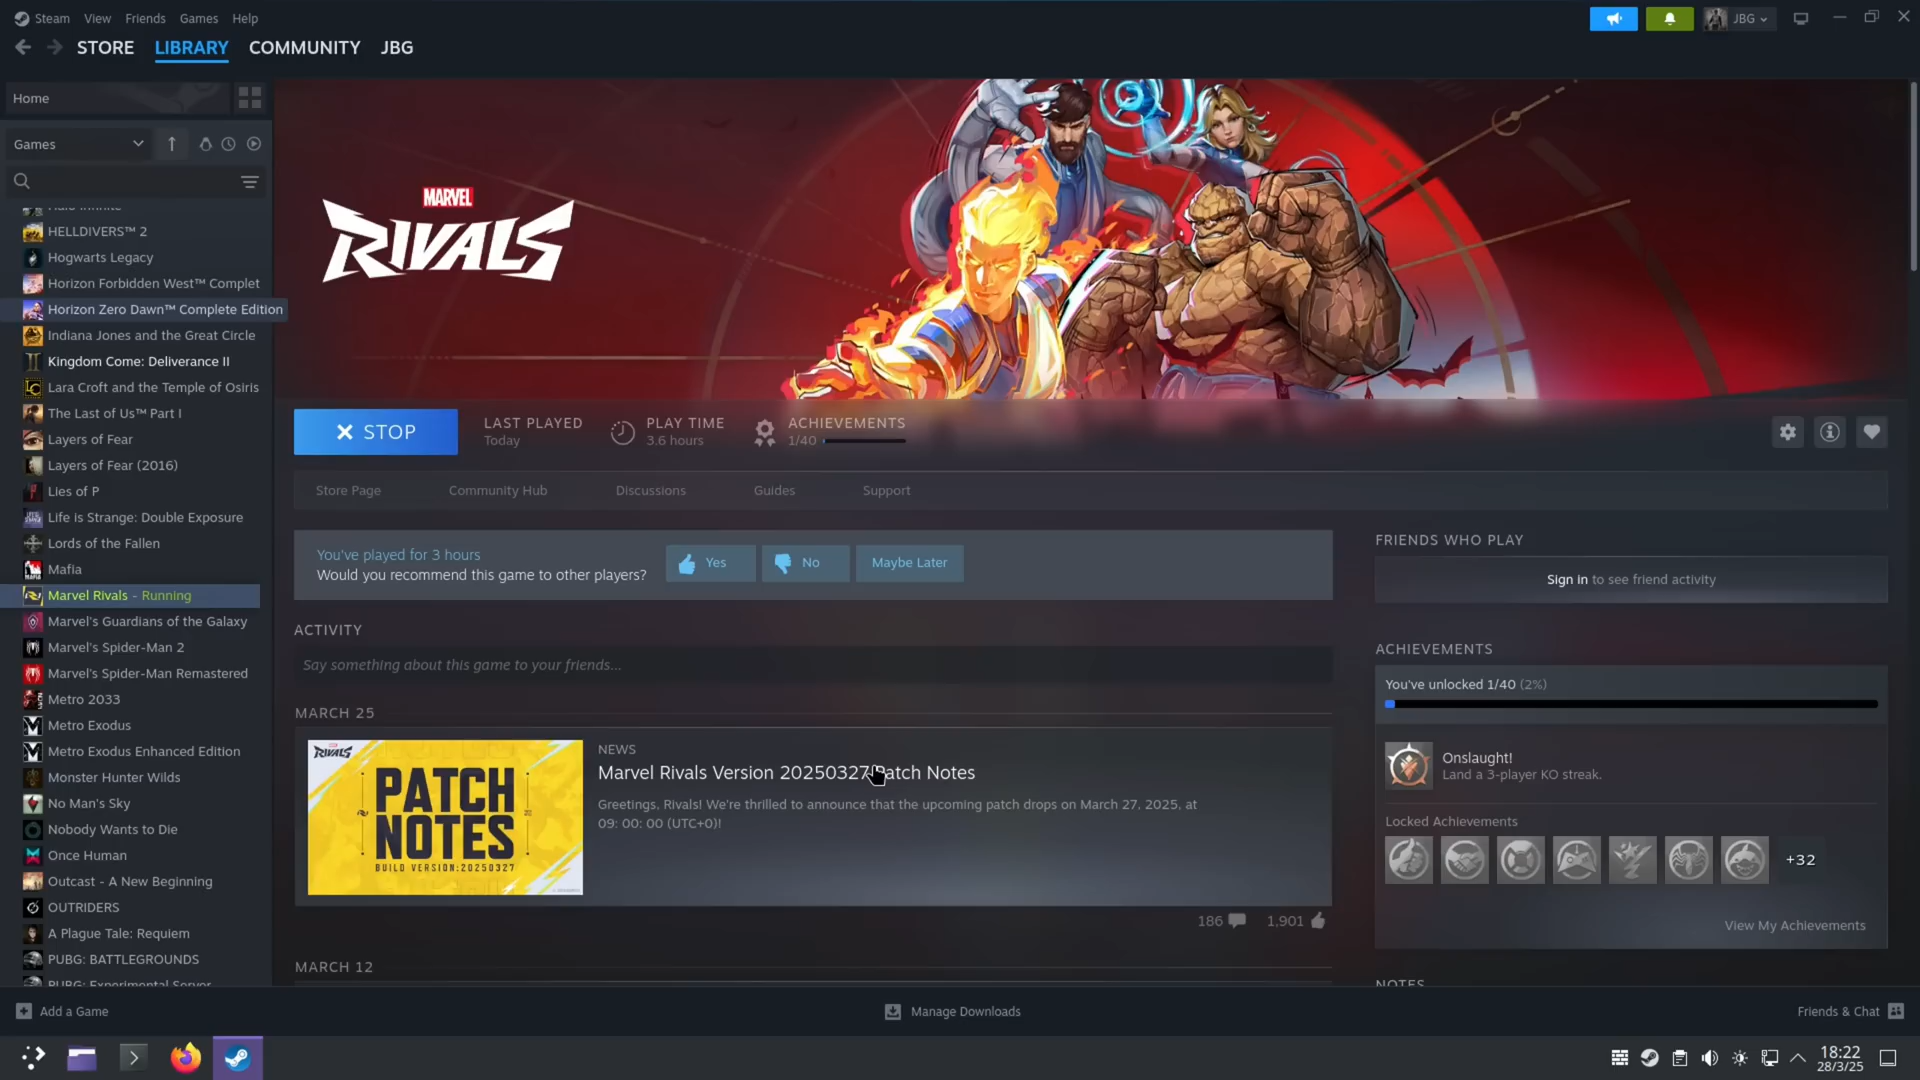 Steam View Friends Games Help
JBG
STORE LIBRARY COMMUNITY JBG
Home
Games
Halo Infinite
HELLDIVERS™ 2
Hogwarts Legacy
Horizon Forbidden West™ Complet
Horizon Zero Dawn™ Complete Edition
Indiana Jones and the Great Circle
Kingdom Come: Deliverance II
Lara Croft and the Temple of Osiris
The Last of Us™ Part I
Layers of Fear
Layers of Fear (2016)
Lies of P
Life is Strange: Double Exposure
Lords of the Fallen
Mafia
Marvel Rivals - Running
Marvel's Guardians of the Galaxy
Marvel's Spider-Man 2
Marvel's Spider-Man Remastered
Metro 2033
Metro Exodus
Metro Exodus Enhanced Edition
Monster Hunter Wilds
No Man's Sky
Nobody Wants to Die
Once Human
Outcast - A New Beginning
OUTRIDERS
A Plague Tale: Requiem
PUBG: BATTLEGROUNDS
PUBG: Experimental Server
MARVEL
RIVALS
STOP
LAST PLAYED
Today
PLAY TIME
3.6 hours
ACHIEVEMENTS
1/40
Store Page Community Hub Discussions Guides Support
You've played for 3 hours
Would you recommend this game to other players?
Yes No Maybe Later
ACTIVITY
Say something about this game to your friends...
MARCH 25
RIVALS
PATCH
NOTES
BUILD VERSION:20250327
NEWS
Marvel Rivals Version 20250327 Patch Notes
Greetings, Rivals! We're thrilled to announce that the upcoming patch drops on March 27, 2025, at
09: 00: 00 (UTC+0)!
186 1,901
MARCH 12
FRIENDS WHO PLAY
Sign in to see friend activity
ACHIEVEMENTS
You've unlocked 1/40 (2%)
Onslaught!
Land a 3-player KO streak.
Locked Achievements
+32
View My Achievements
NOTES
Add a Game
Manage Downloads
Friends & Chat
18:22
28/3/25